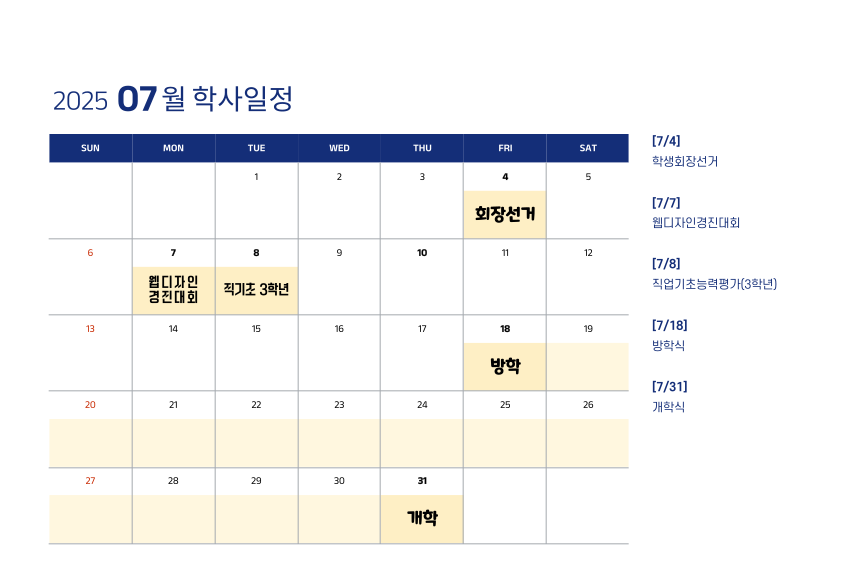 2025 07월 학사일정
SUN MON TUE WED THU FRI SAT
1 2 3 4 5
회장선거
6 7 8 9 10 11 12
웹디자인
경진대회
직기초 3학년
13 14 15 16 17 18 19
방학
20 21 22 23 24 25 26
27 28 29 30 31
개학
[7/4]
학생회장선거
[7/7]
웹디자인경진대회
[7/8]
직업기초능력평가(3학년)
[7/18]
방학식
[7/31]
개학식